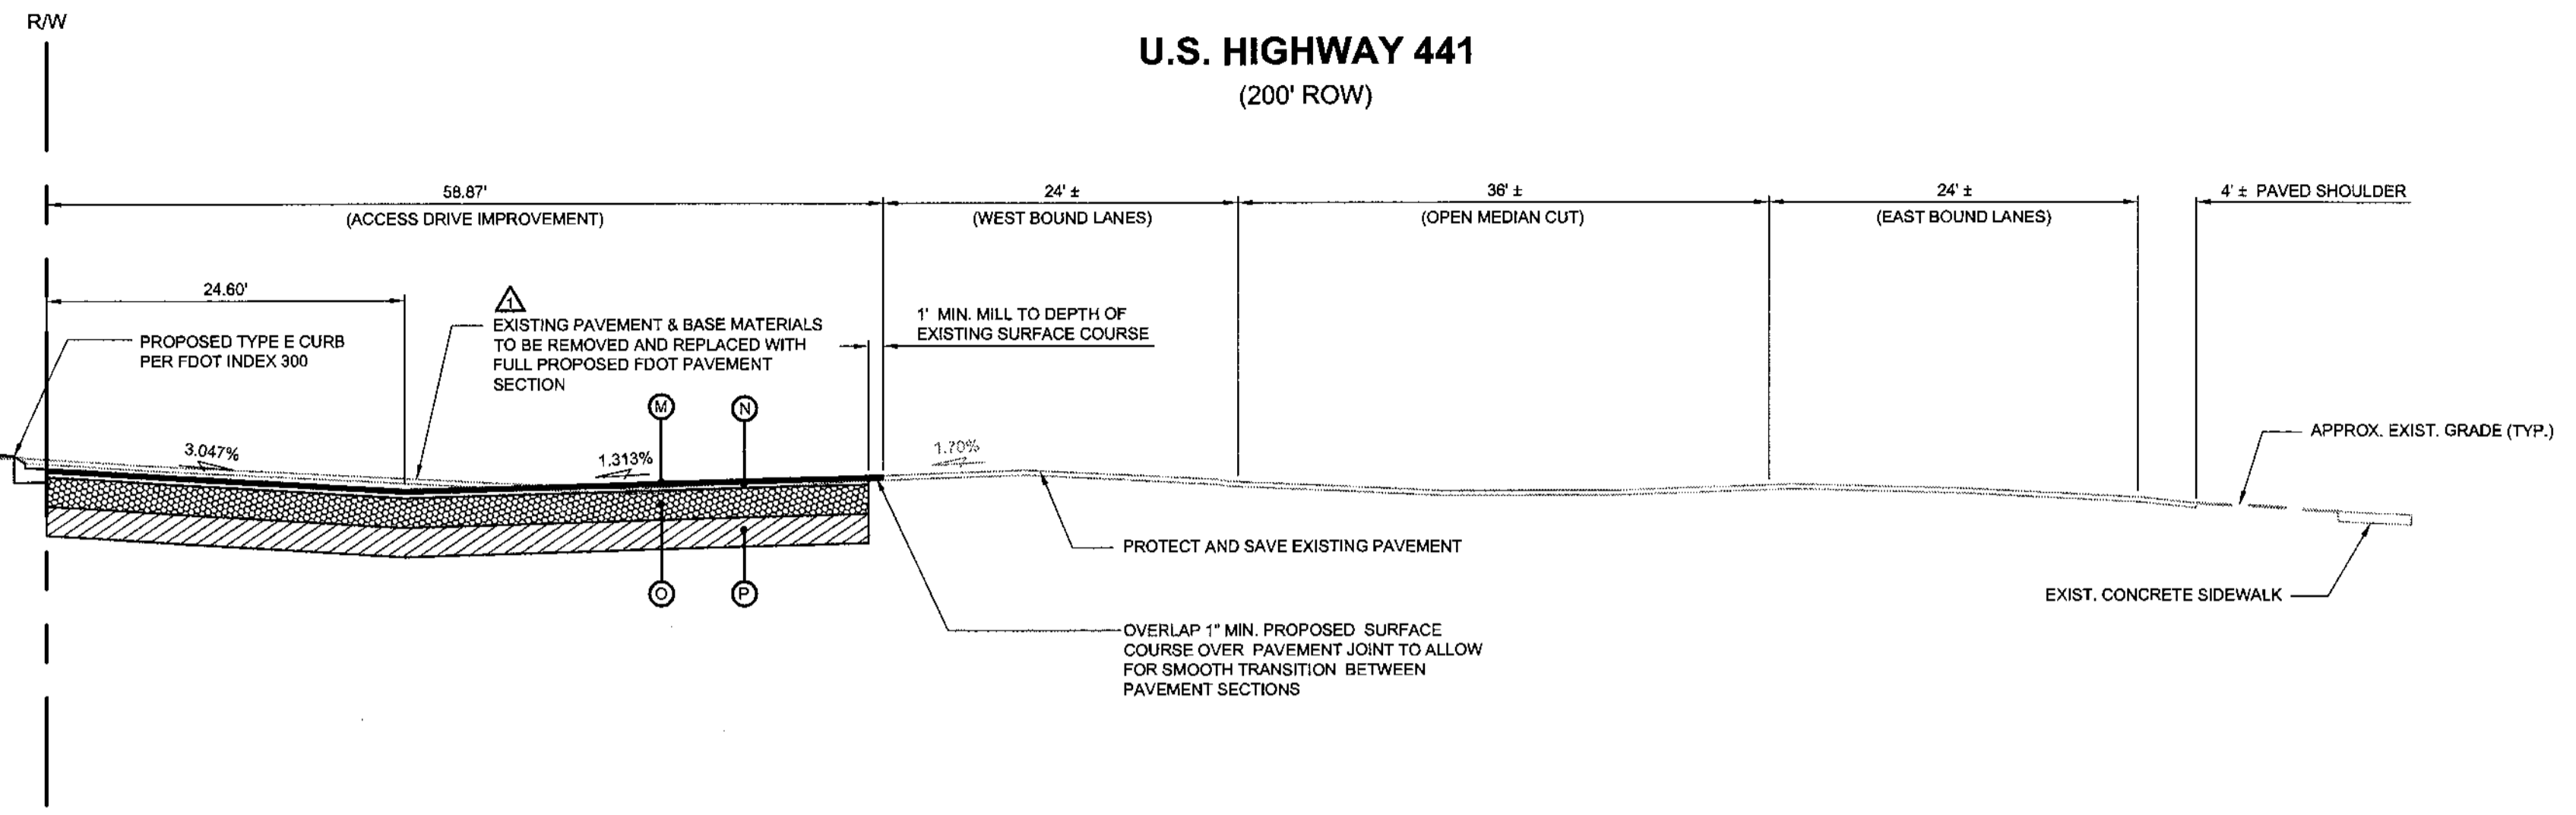 R/W
U.S. HIGHWAY 441
(200' ROW)
58.87'
(ACCESS DRIVE IMPROVEMENT)
24' ±
(WEST BOUND LANES)
36' ±
(OPEN MEDIAN CUT)
24' ±
(EAST BOUND LANES)
4' ± PAVED SHOULDER
24.60'
1
EXISTING PAVEMENT & BASE MATERIALS
TO BE REMOVED AND REPLACED WITH
FULL PROPOSED FDOT PAVEMENT
SECTION
1' MIN. MILL TO DEPTH OF
EXISTING SURFACE COURSE
PROPOSED TYPE E CURB
PER FDOT INDEX 300
M
N
3.047%
1.313%
1.70%
APPROX. EXIST. GRADE (TYP.)
PROTECT AND SAVE EXISTING PAVEMENT
O
P
EXIST. CONCRETE SIDEWALK
OVERLAP 1" MIN. PROPOSED SURFACE
COURSE OVER PAVEMENT JOINT TO ALLOW
FOR SMOOTH TRANSITION BETWEEN
PAVEMENT SECTIONS